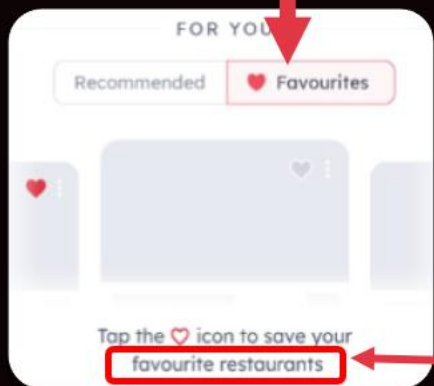 FOR YOU
Recommended
Favourites
Tap the icon to save your
favourite restaurants